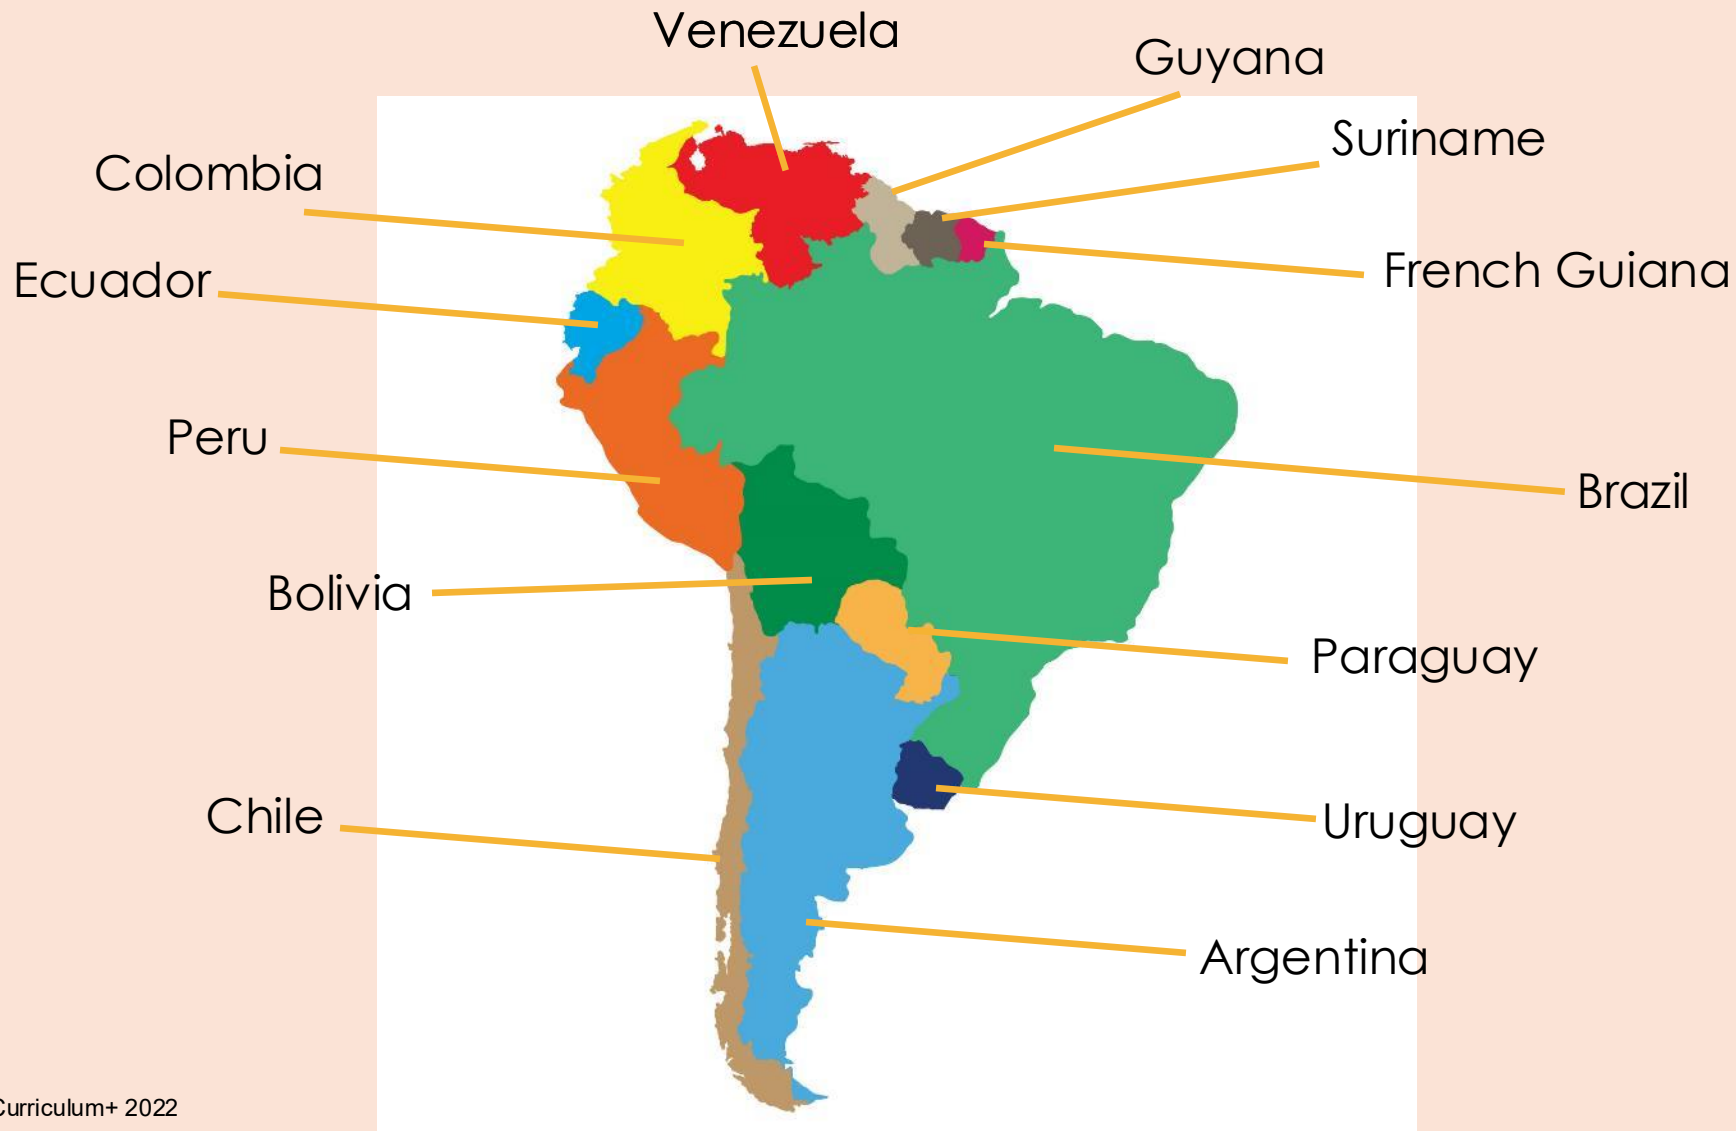 Venezuela
Guyana
Suriname
Colombia
French Guiana
Ecuador
Peru
Brazil
Bolivia
Paraguay
Chile
Uruguay
Argentina
Curriculum+ 2022